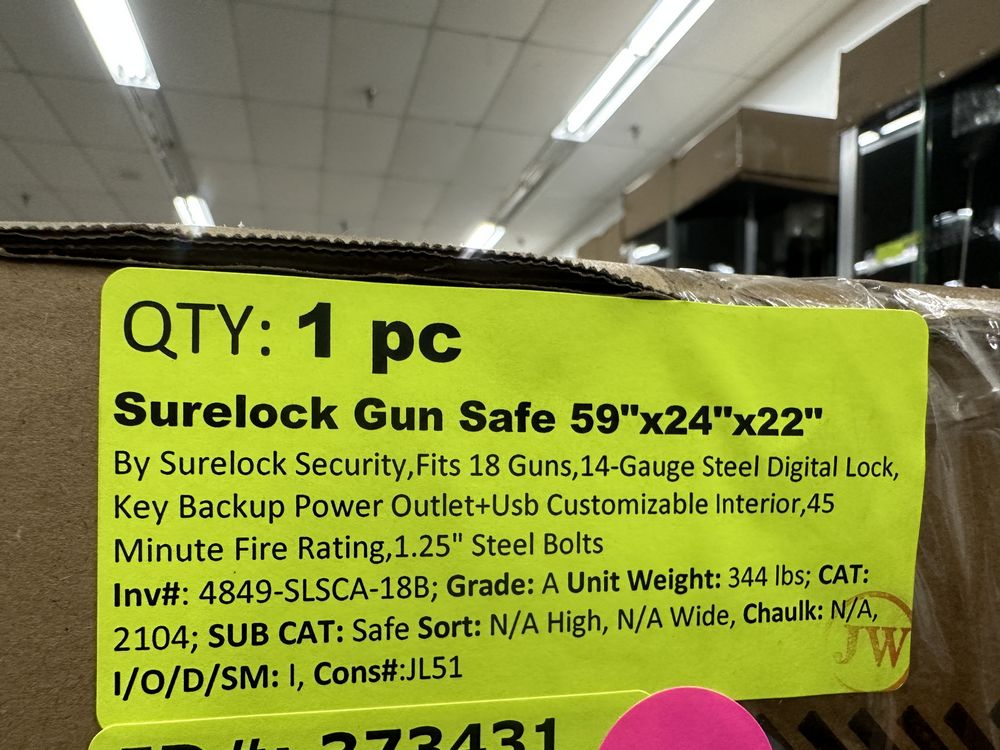 QTY: 1 pc
Surelock Gun Safe 59"x24"x22"
By Surelock Security,Fits 18 Guns,14-Gauge Steel Digital Lock,
Key Backup Power Outlet+Usb Customizable Interior,45
Minute Fire Rating,1.25" Steel Bolts
Inv#: 4849-SLSCA-18B; Grade: A Unit Weight: 344 lbs; CAT:
2104; SUB CAT: Safe Sort: N/A High, N/A Wide, Chaulk: N/A,
I/O/D/SM: I, Cons#:JL51
JW
273431